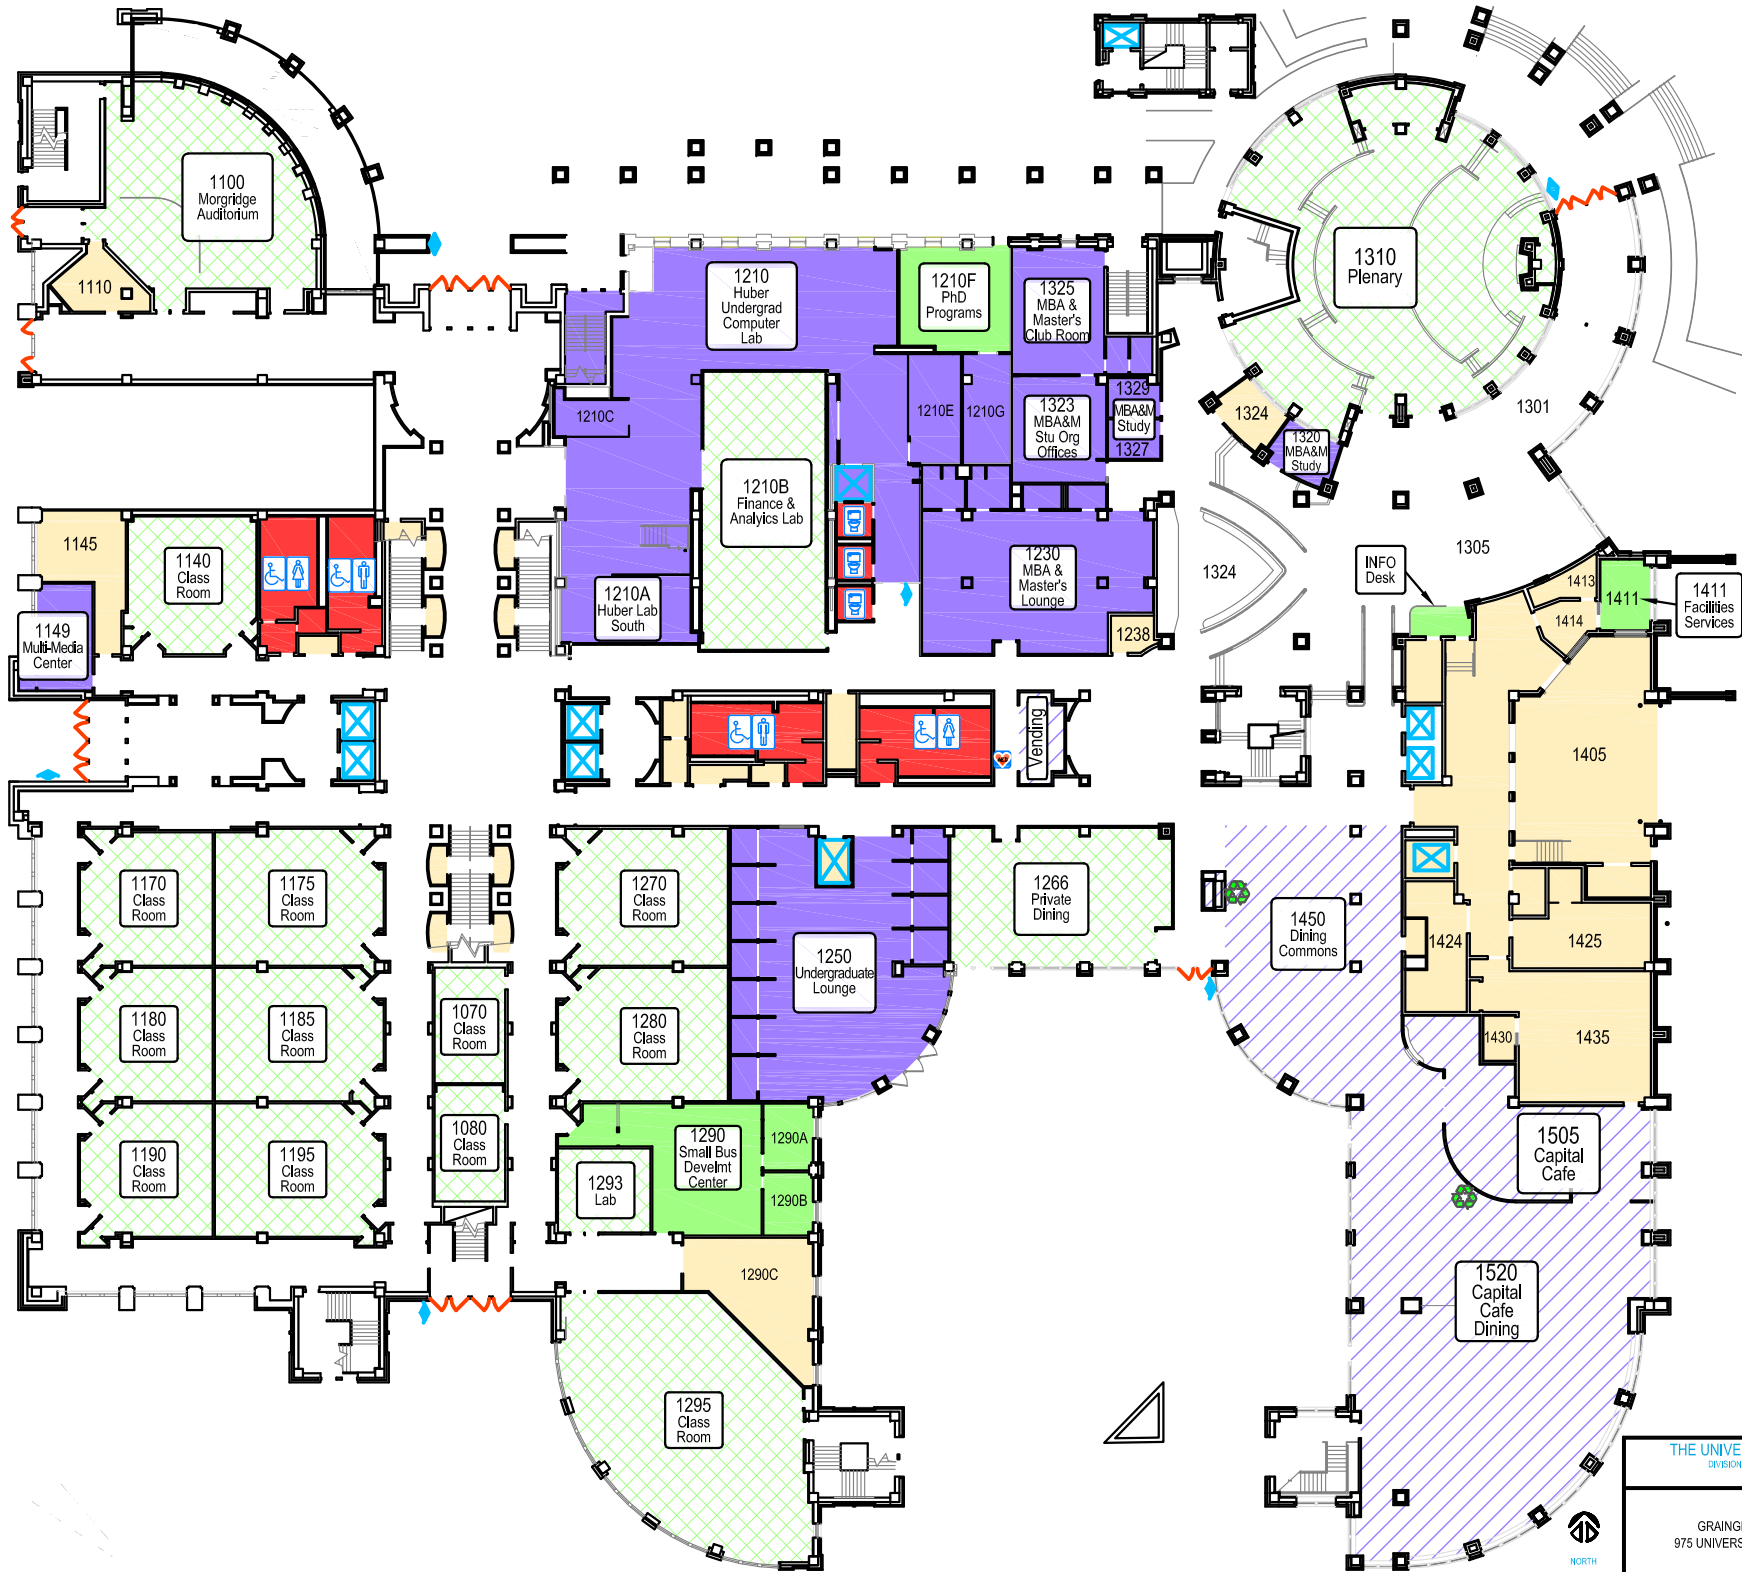 1100
Morgridge
Auditorium
1110
1210
Huber
Undergrad
Computer
Lab
1210F
PhD
Programs
1325
MBA &
Master's
Club Room
1310
Plenary
1210C
1210E
1210G
1323
MBA&M
Stu Org
Offices
1329
MBA&M
Study
1327
1324
1320
MBA&M
Study
1301
1210B
Finance &
Analyics Lab
1145
1140
Class
Room
1149
Multi-Media
Center
1210A
Huber Lab
South
1230
MBA &
Master's
Lounge
1238
1324
1305
INFO
Desk
1413
1414
1411
1411
Facilities
Services
Vending
1405
1170
Class
Room
1175
Class
Room
1270
Class
Room
1250
Undergraduate
Lounge
1266
Private
Dining
1450
Dining
Commons
1424
1425
1180
Class
Room
1185
Class
Room
1070
Class
Room
1280
Class
Room
1430
1435
1190
Class
Room
1195
Class
Room
1080
Class
Room
1290
Small Bus
Develmt
Center
1290A
1290B
1293
Lab
1505
Capital
Cafe
1290C
1520
Capital
Cafe
Dining
1295
Class
Room
NORTH
THE UNIVE
DIVISION
GRAING
975 UNIVERS